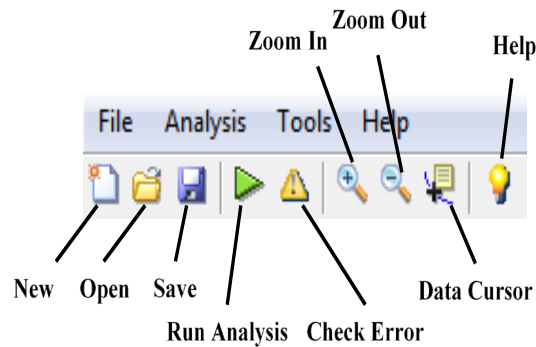 Zoom Out
Zoom In
Help
File Analysis Tools Help
New Open Save
Data Cursor
Run Analysis Check Error